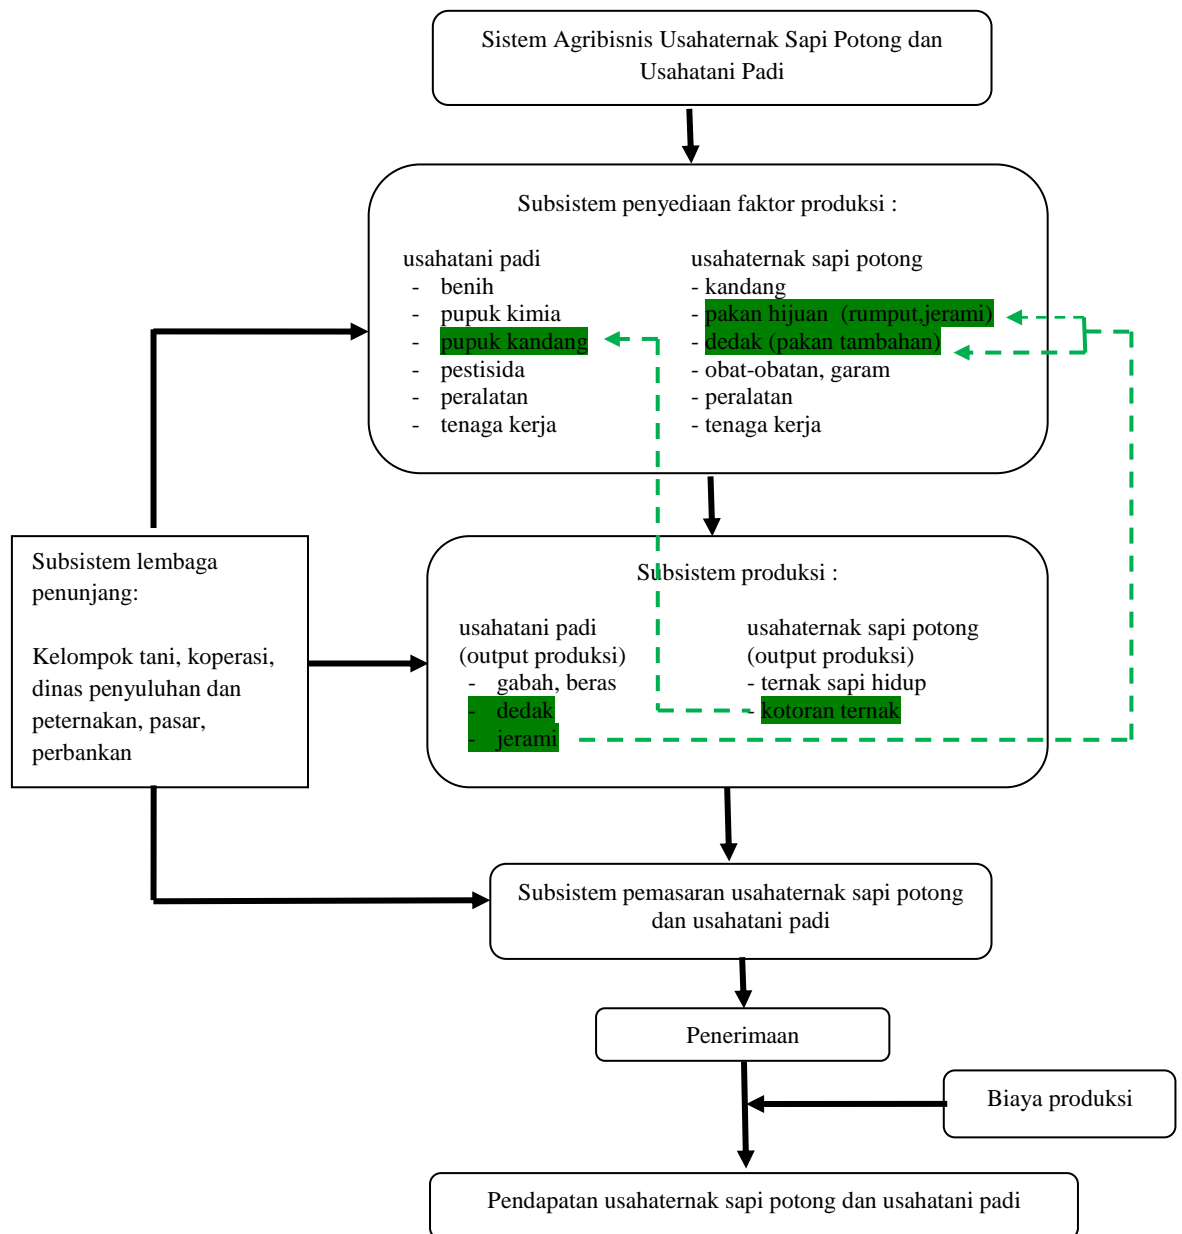 Sistem Agribisnis Usahaternak Sapi Potong dan
Usahatani Padi
Subsistem penyediaan faktor produksi :
usahatani padi
- benih
- pupuk kimia
- pupuk kandang
- pestisida
- peralatan
- tenaga kerja
usahaternak sapi potong
- kandang
- pakan hijuan (rumput,jerami)
- dedak (pakan tambahan)
- obat-obatan, garam
- peralatan
- tenaga kerja
Subsistem lembaga
penunjang:
Kelompok tani, koperasi,
dinas penyuluhan dan
peternakan, pasar,
perbankan
Subsistem produksi :
usahatani padi
(output produksi)
- gabah, beras
- dedak
- jerami
usahaternak sapi potong
(output produksi)
- ternak sapi hidup
- kotoran ternak
Subsistem pemasaran usahaternak sapi potong
dan usahatani padi
Penerimaan
Biaya produksi
Pendapatan usahaternak sapi potong dan usahatani padi